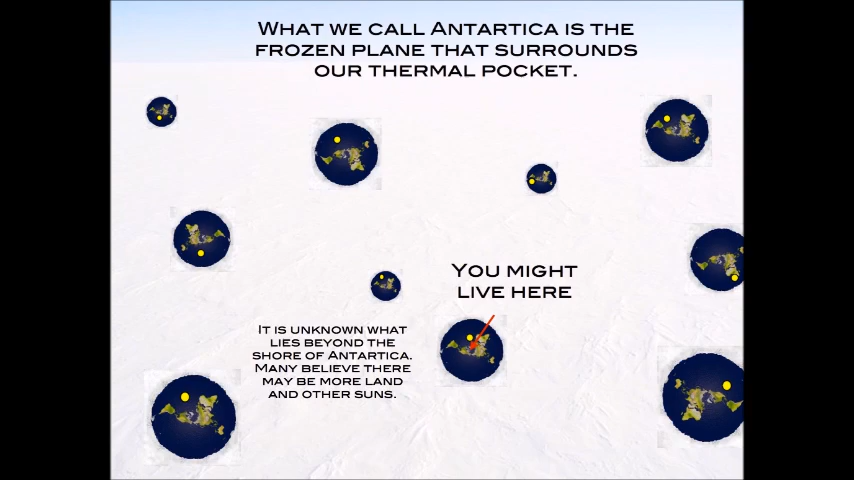 What we call Antartica is the
frozen plane that surrounds
our thermal pocket.
You might
live here
It is unknown what
lies beyond the
shore of Antartica.
Many believe there
may be more land
and other suns.